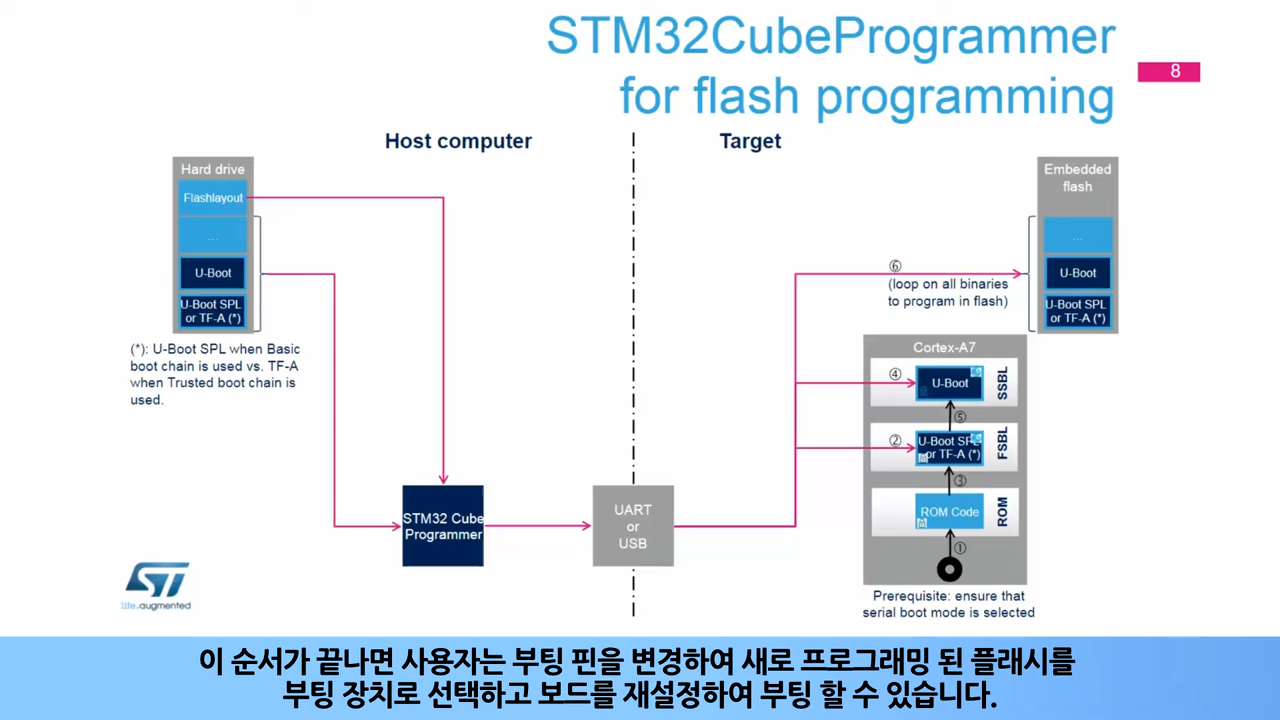 STM32CubeProgrammer
for flash programming
8
Host computer
Target
Hard drive
Flashlayout
...
U-Boot
U-Boot SPL
or TF-A (*)
(*): U-Boot SPL when Basic
boot chain is used vs. TF-A
when Trusted boot chain is
used.
STM32 Cube
Programmer
UART
or
USB
⑥
(loop on all binaries
to program in flash)
Embedded
flash
...
U-Boot
U-Boot SPL
or TF-A (*)
Cortex-A7
④
U-Boot
SSBL
⑤
②
U-Boot SPL
or TF-A (*)
FSBL
③
ROM Code
ROM
①
Prerequisite: ensure that
serial boot mode is selected
ST
life.augmented
이 순서가 끝나면 사용자는 부팅 핀을 변경하여 새로 프로그래밍 된 플래시를
부팅 장치로 선택하고 보드를 재설정하여 부팅 할 수 있습니다.